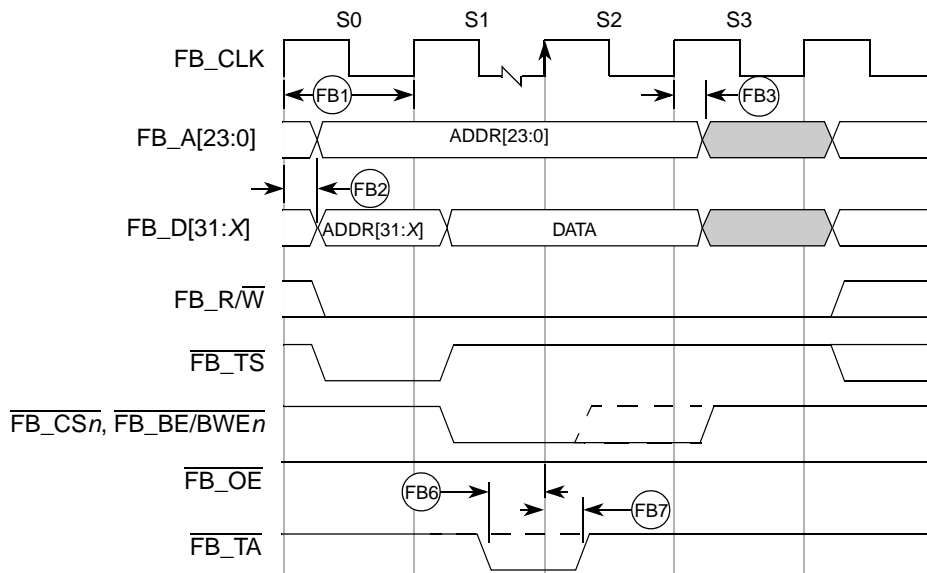 S0 S1 S2 S3
FB_CLK
FB1 FB3
FB_A[23:0] ADDR[23:0]
FB2
FB_D[31:X] ADDR[31:X] DATA
FB_R/W
FB_TS
FB_CSn, FB_BE/BWEn
FB_OE
FB6 FB7
FB_TA